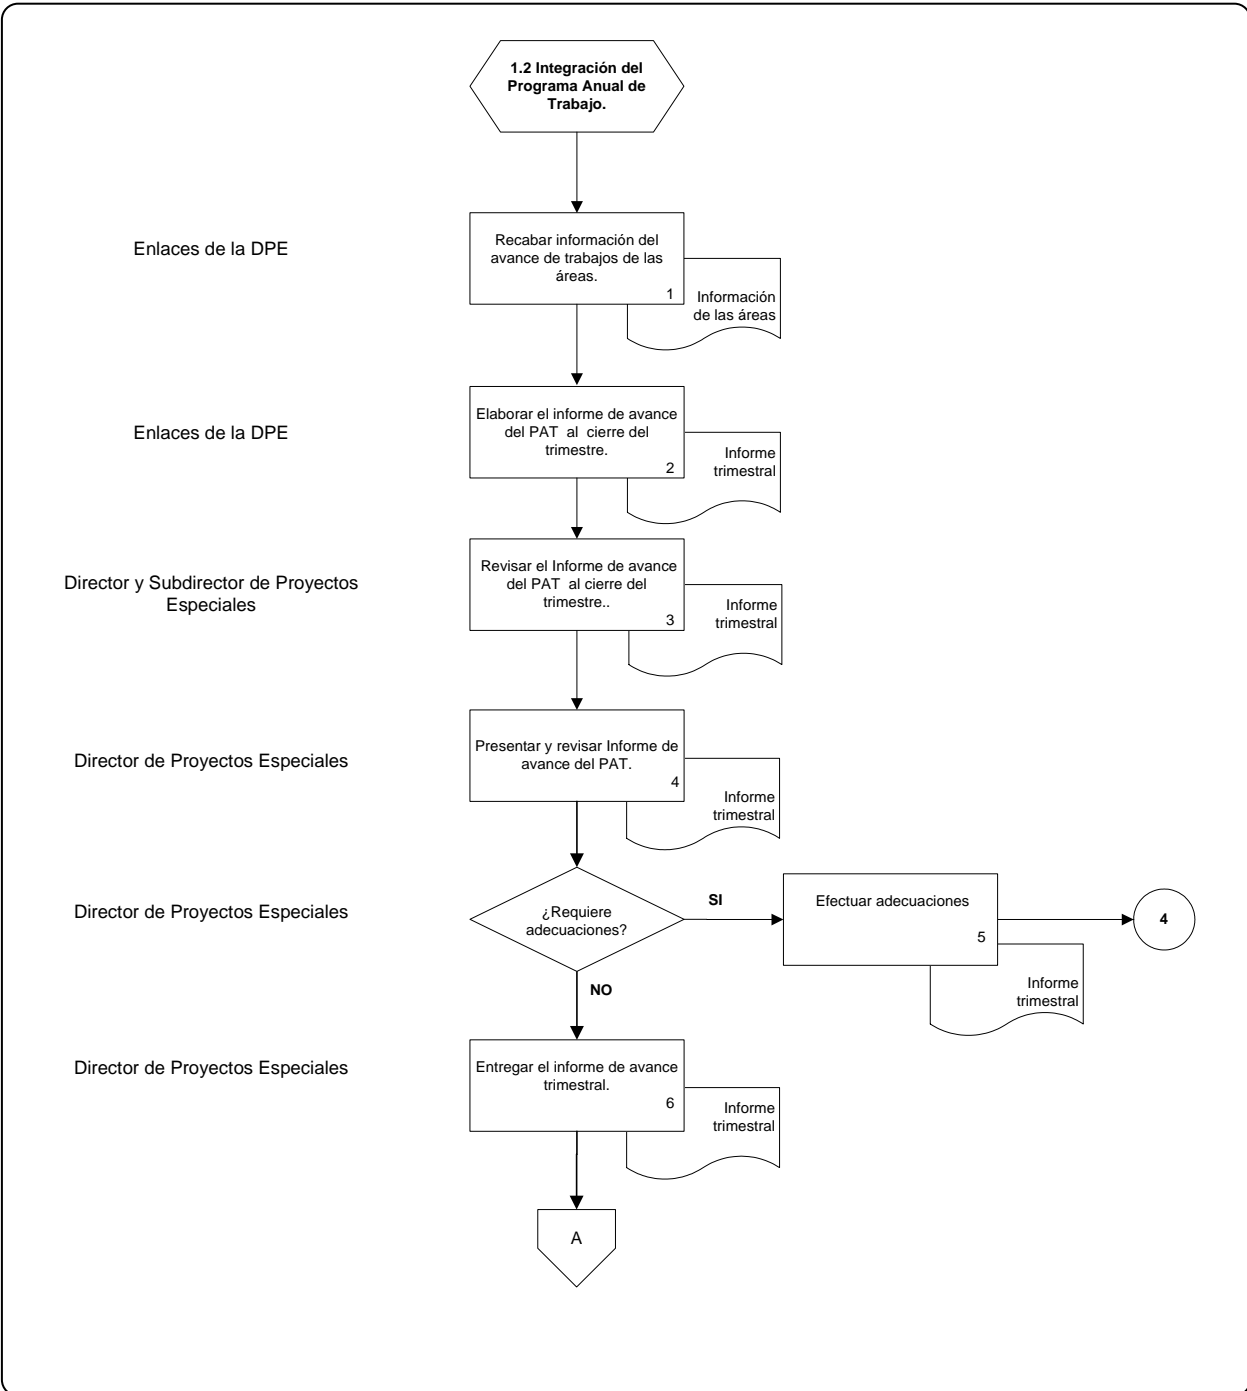 1.2 Integración del
Programa Anual de
Trabajo.
Enlaces de la DPE
Recabar información del
avance de trabajos de las
áreas.
1
Información
de las áreas
Enlaces de la DPE
Elaborar el informe de avance
del PAT al cierre del
trimestre.
2
Informe
trimestral
Director y Subdirector de Proyectos
Especiales
Revisar el Informe de avance
del PAT al cierre del
trimestre..
3
Informe
trimestral
Director de Proyectos Especiales
Presentar y revisar Informe de
avance del PAT.
4
Informe
trimestral
Director de Proyectos Especiales
¿Requiere
adecuaciones?
SI
Efectuar adecuaciones
5
Informe
trimestral
4
NO
Director de Proyectos Especiales
Entregar el informe de avance
trimestral.
6
Informe
trimestral
A